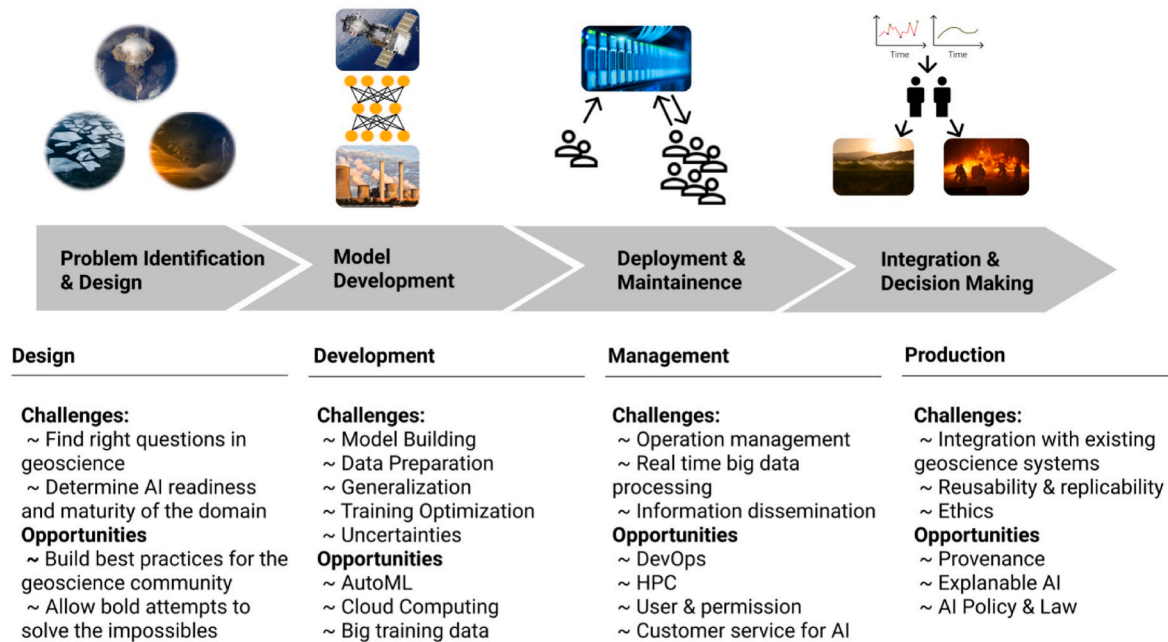 Time
Time
Problem Identification
& Design
Model
Development
Deployment &
Maintainence
Integration &
Decision Making
Design
Challenges:
~ Find right questions in
geoscience
~ Determine AI readiness
and maturity of the domain
Opportunities
~ Build best practices for the
geoscience community
~ Allow bold attempts to
solve the impossibles
Development
Challenges:
~ Model Building
~ Data Preparation
~ Generalization
~ Training Optimization
~ Uncertainties
Opportunities
~ AutoML
~ Cloud Computing
~ Big training data
Management
Challenges:
~ Operation management
~ Real time big data
processing
~ Information dissemination
Opportunities
~ DevOps
~ HPC
~ User & permission
~ Customer service for AI
Production
Challenges:
~ Integration with existing
geoscience systems
~ Reusability & replicability
~ Ethics
Opportunities
~ Provenance
~ Explanable AI
~ AI Policy & Law